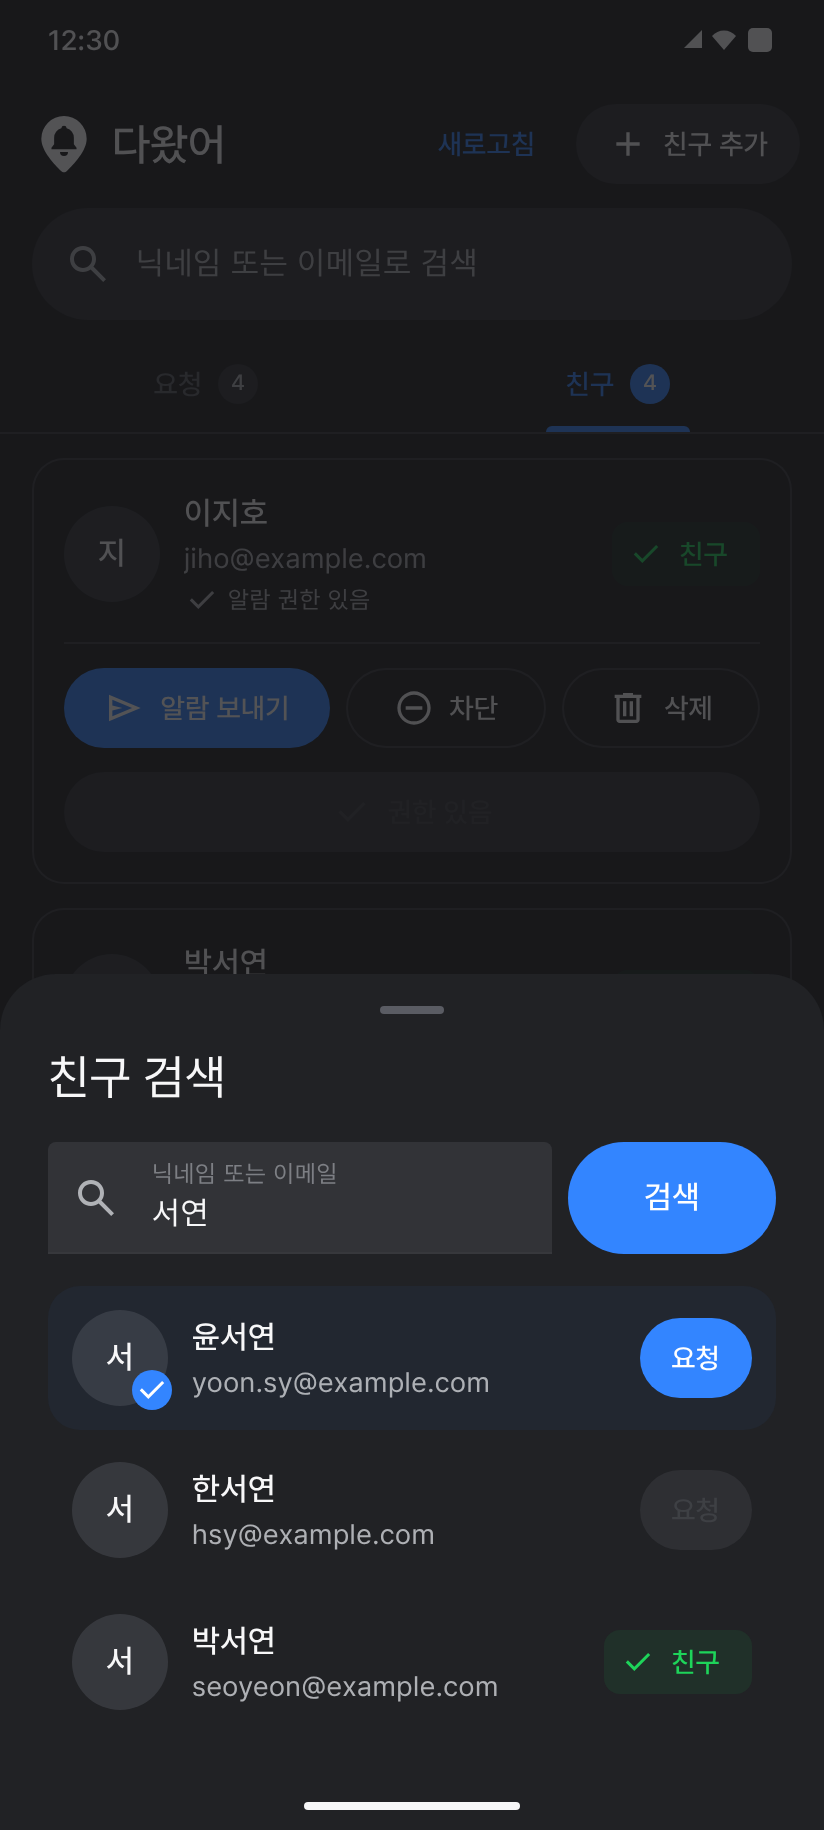 12:30
다왔어
새로고침
친구 추가
닉네임 또는 이메일로 검색
요청 4
친구 4
지
이지호
jiho@example.com
알람 권한 있음
친구
알람 보내기
차단
삭제
권한 있음
박서연
친구 검색
닉네임 또는 이메일
서연
검색
서
윤서연
yoon.sy@example.com
요청
서
한서연
hsy@example.com
요청
서
박서연
seoyeon@example.com
친구